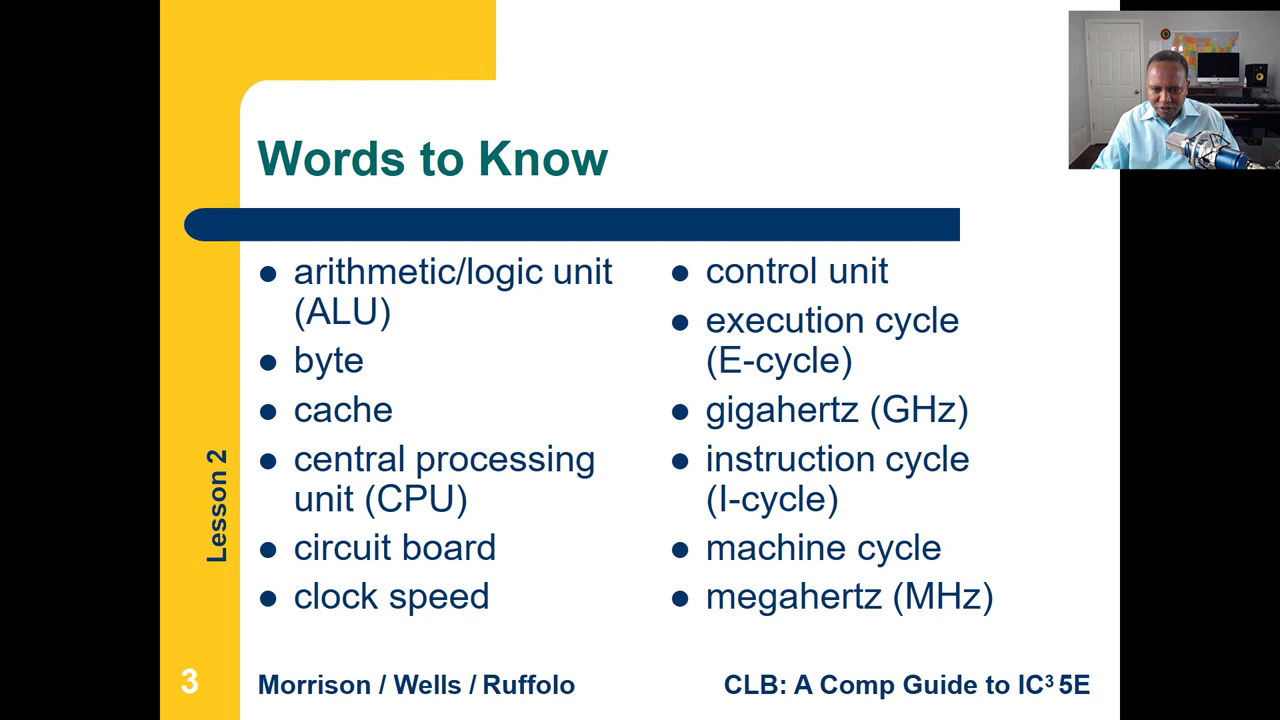 Words to Know
arithmetic/logic unit
(ALU)
byte
cache
central processing
unit (CPU)
circuit board
clock speed
control unit
execution cycle
(E-cycle)
gigahertz (GHz)
instruction cycle
(I-cycle)
machine cycle
megahertz (MHz)
Lesson 2
3
Morrison / Wells / Ruffolo
CLB: A Comp Guide to IC³ 5E